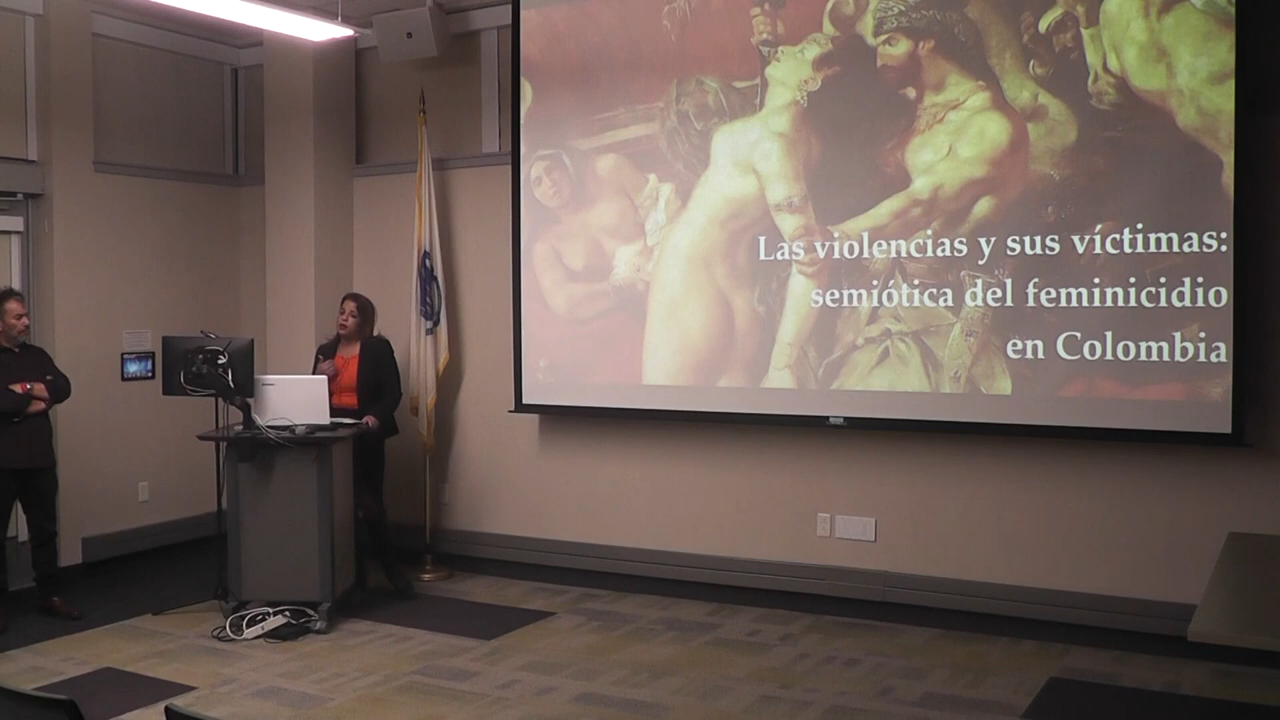 Las violencias y sus víctimas:
semiótica del feminicidio
en Colombia